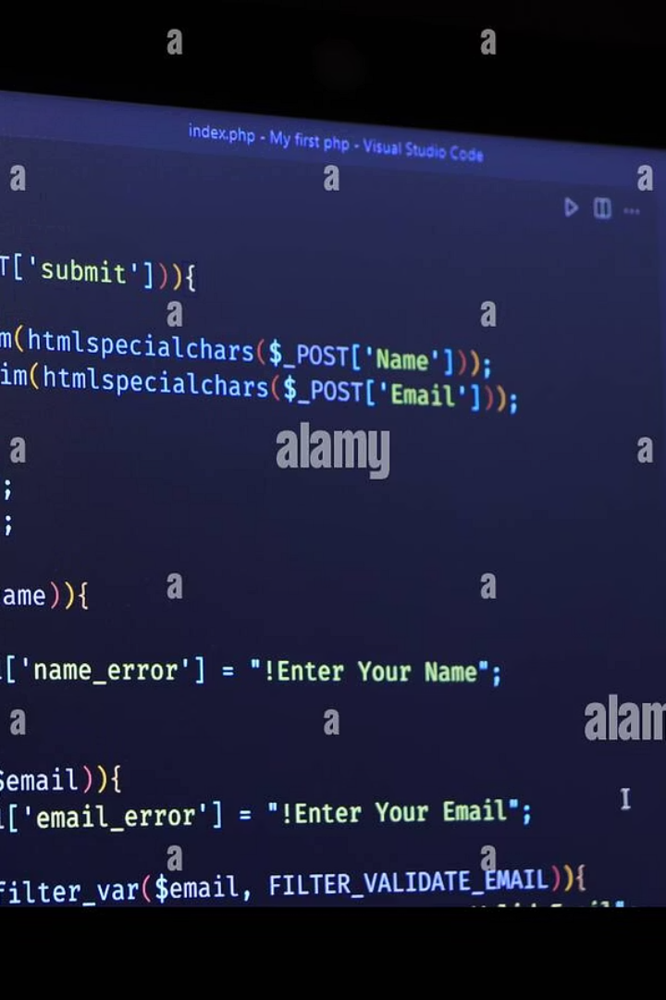 index.php - My first php - Visual Studio Code
T['submit'])){
m(htmlspecialchars($_POST['Name']));
im(htmlspecialchars($_POST['Email']));
alamy
;
;
ame)){
['name_error'] = "!Enter Your Name";
alam
$email)){
['email_error'] = "!Enter Your Email";
filter_var($email, FILTER_VALIDATE_EMAIL)){